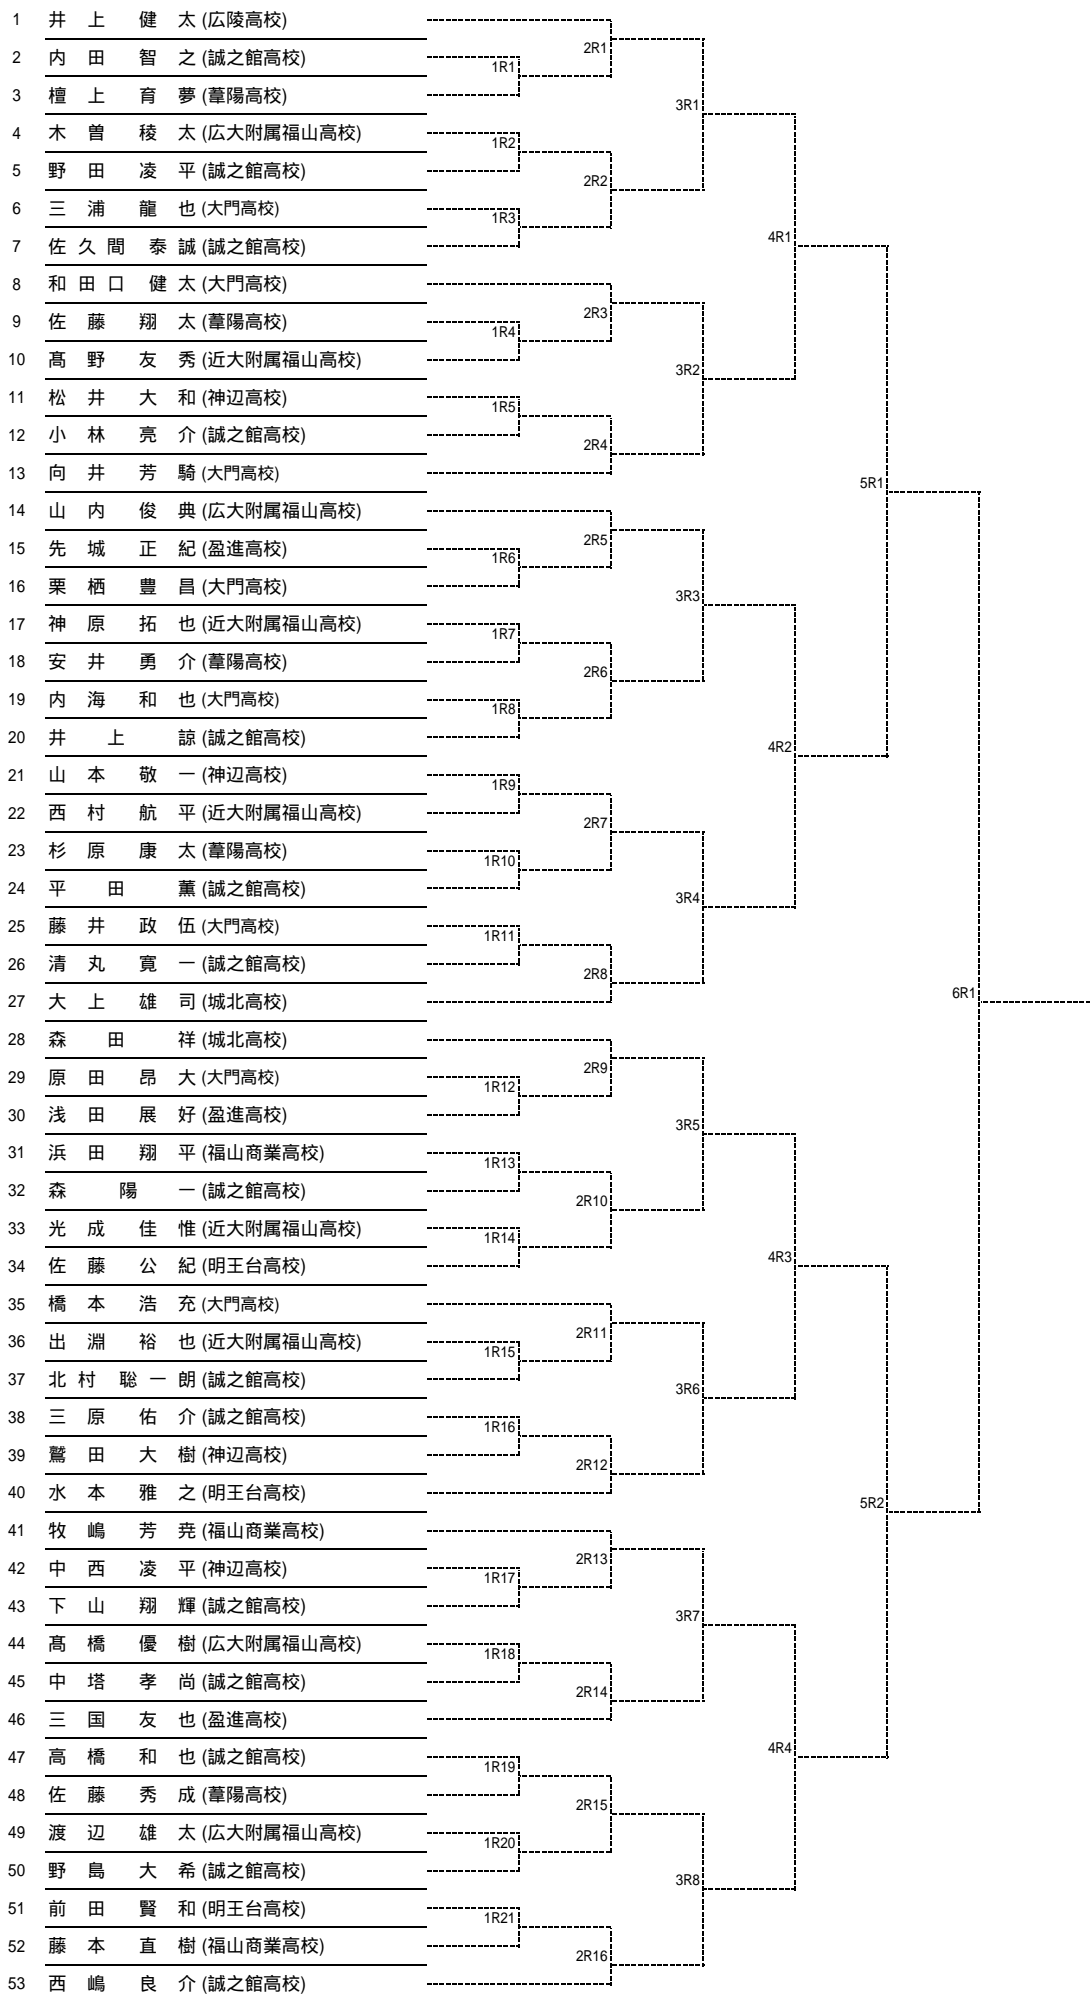 1 井上 健太 (広陵高校)
2R1
2 内田 智之 (誠之館高校)
1R1
3 檀上 育夢 (葦陽高校)
3R1
4 木曽 稜太 (広大附属福山高校)
1R2
5 野田 凌平 (誠之館高校)
2R2
6 三浦 龍也 (大門高校)
1R3
7 佐久間 泰誠 (誠之館高校)
4R1
8 和田口 健太 (大門高校)
2R3
9 佐藤 翔太 (葦陽高校)
1R4
10 髙野 友秀 (近大附属福山高校)
3R2
11 松井 大和 (神辺高校)
1R5
12 小林 亮介 (誠之館高校)
2R4
13 向井 芳騎 (大門高校)
5R1
14 山内 俊典 (広大附属福山高校)
2R5
15 先城 正紀 (盈進高校)
1R6
16 栗栖 豊昌 (大門高校)
3R3
17 神原 拓也 (近大附属福山高校)
1R7
18 安井 勇介 (葦陽高校)
2R6
19 内海 和也 (大門高校)
1R8
20 井上 諒 (誠之館高校)
4R2
21 山本 敬一 (神辺高校)
1R9
22 西村 航平 (近大附属福山高校)
2R7
23 杉原 康太 (葦陽高校)
1R10
24 平田 薫 (誠之館高校)
3R4
25 藤井 政伍 (大門高校)
1R11
26 清丸 寛一 (誠之館高校)
2R8
27 大上 雄司 (城北高校)
6R1
28 森田 祥 (城北高校)
2R9
29 原田 昂大 (大門高校)
1R12
30 浅田 展好 (盈進高校)
3R5
31 浜田 翔平 (福山商業高校)
1R13
32 森 陽一 (誠之館高校)
2R10
33 光成 佳惟 (近大附属福山高校)
1R14
34 佐藤 公紀 (明王台高校)
4R3
35 橋本 浩充 (大門高校)
2R11
36 出淵 裕也 (近大附属福山高校)
1R15
37 北村 聡一朗 (誠之館高校)
3R6
38 三原 佑介 (誠之館高校)
1R16
39 鷲田 大樹 (神辺高校)
2R12
40 水本 雅之 (明王台高校)
5R2
41 牧嶋 芳尭 (福山商業高校)
2R13
42 中西 凌平 (神辺高校)
1R17
43 下山 翔輝 (誠之館高校)
3R7
44 髙橋 優樹 (広大附属福山高校)
1R18
45 中塔 孝尚 (誠之館高校)
2R14
46 三国 友也 (盈進高校)
4R4
47 高橋 和也 (誠之館高校)
1R19
48 佐藤 秀成 (葦陽高校)
2R15
49 渡辺 雄太 (広大附属福山高校)
1R20
50 野島 大希 (誠之館高校)
3R8
51 前田 賢和 (明王台高校)
1R21
52 藤本 直樹 (福山商業高校)
2R16
53 西嶋 良介 (誠之館高校)